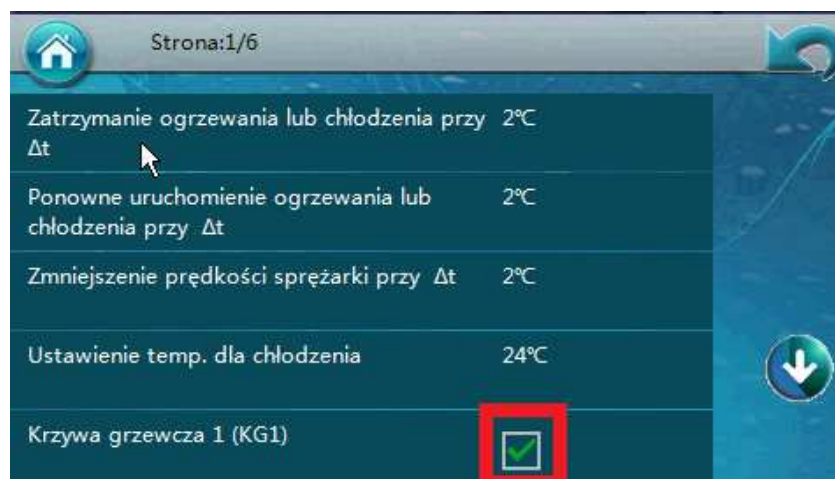 Strona:1/6
Zatrzymanie ogrzewania lub chłodzenia przy 2℃
Δt
Ponowne uruchomienie ogrzewania lub 2℃
chłodzenia przy Δt
Zmniejszenie prędkości sprężarki przy Δt 2℃
Ustawienie temp. dla chłodzenia 24℃
Krzywa grzewcza 1 (KG1)